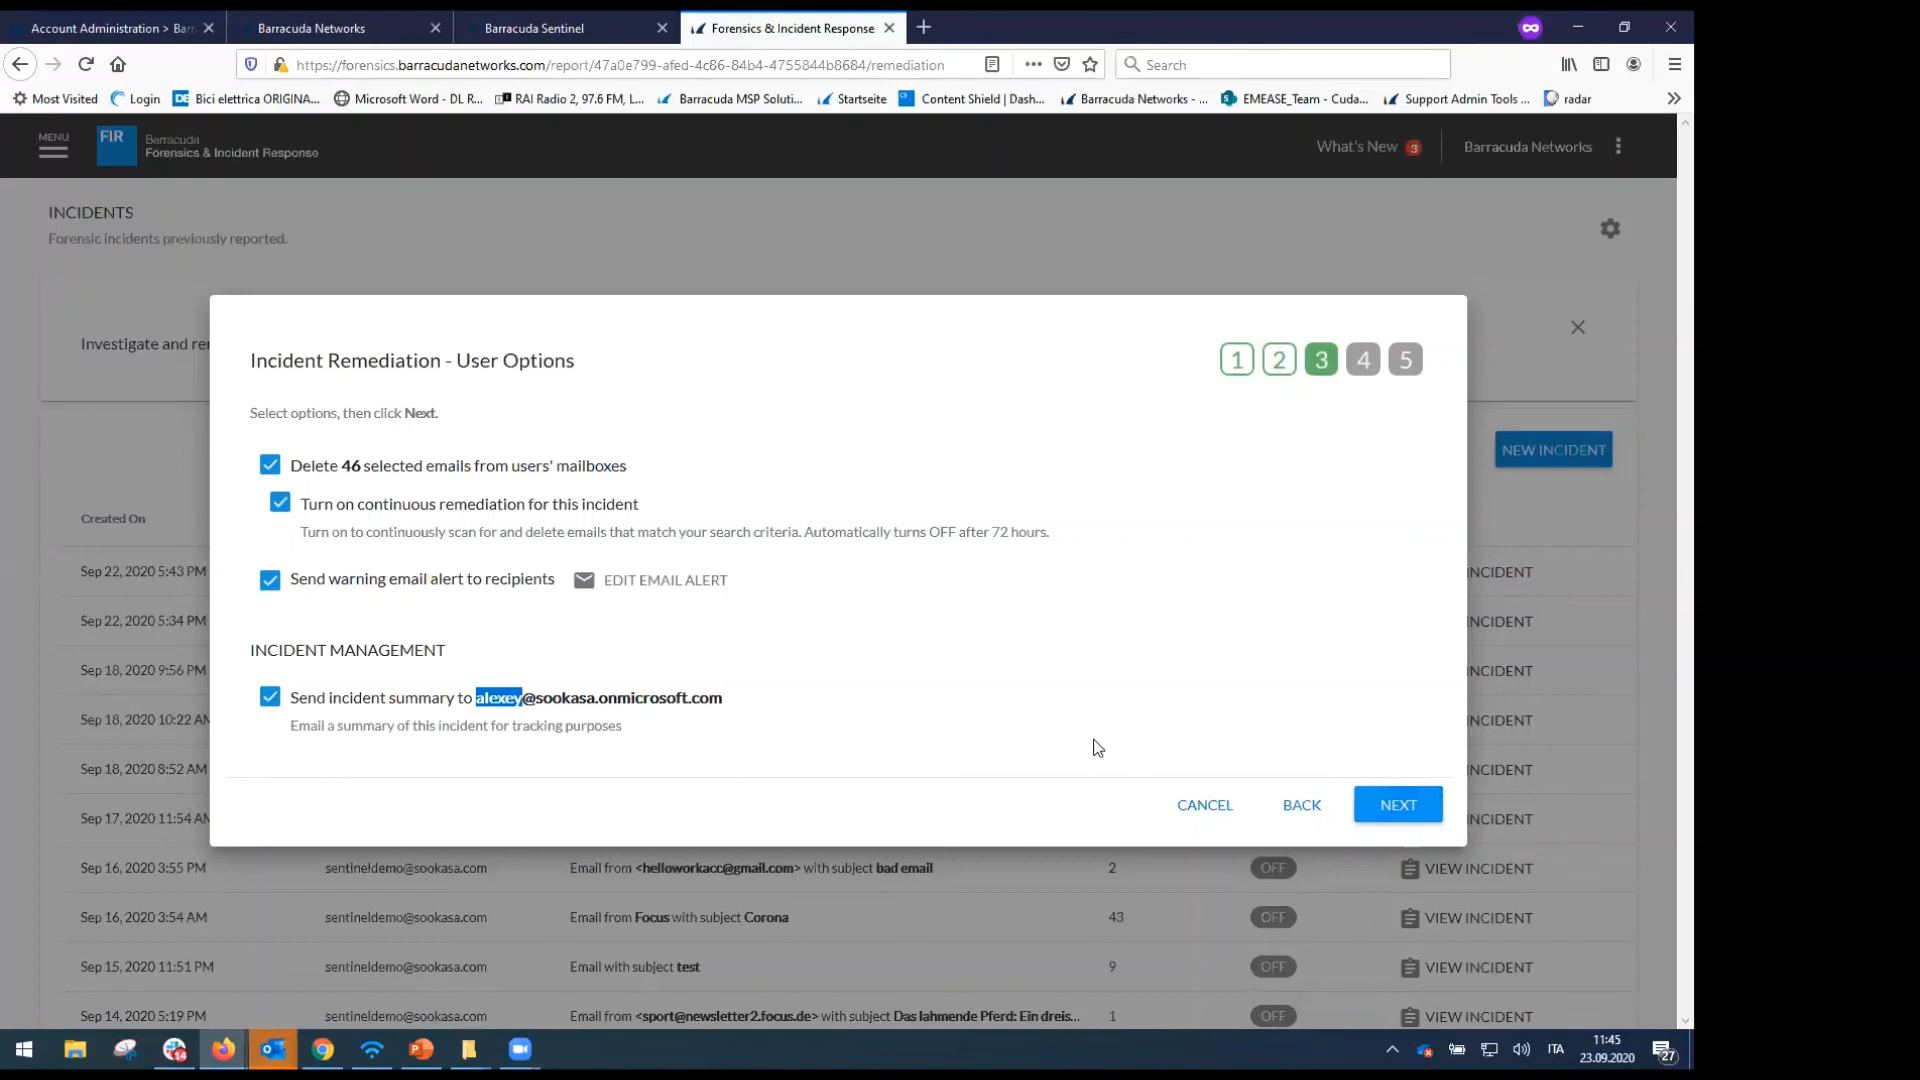 Account Administration > Barr
Barracuda Networks
Barracuda Sentinel
Forensics & Incident Response
https://forensics.barracudanetworks.com/report/47a0e799-afed-4c86-84b4-4755844b8684/remediation
Search
Most Visited
Login
DE Bici elettrica ORIGINA...
Microsoft Word - DL R...
RAI Radio 2, 97.6 FM, L...
Barracuda MSP Soluti...
Startseite
Content Shield | Dash...
Barracuda Networks - ...
EMEASE_Team - Cuda...
Support Admin Tools ...
radar
MENU
FIR
Barracuda
Forensics & Incident Response
What's New 3
Barracuda Networks
INCIDENTS
Forensic incidents previously reported.
Investigate and rer
Incident Remediation - User Options
1 2 3 4 5
Select options, then click Next.
Delete 46 selected emails from users' mailboxes
Turn on continuous remediation for this incident
Turn on to continuously scan for and delete emails that match your search criteria. Automatically turns OFF after 72 hours.
Send warning email alert to recipients EDIT EMAIL ALERT
INCIDENT MANAGEMENT
Send incident summary to alexey@sookasa.onmicrosoft.com
Email a summary of this incident for tracking purposes
CANCEL BACK NEXT
NEW INCIDENT
Created On
Sep 22, 2020 5:43 PM INCIDENT
Sep 22, 2020 5:34 PM INCIDENT
Sep 18, 2020 9:56 PM INCIDENT
Sep 18, 2020 10:22 AM INCIDENT
Sep 18, 2020 8:52 AM INCIDENT
Sep 17, 2020 11:54 AM INCIDENT
Sep 16, 2020 3:55 PM sentineldemo@sookasa.com Email from <helloworkacc@gmail.com> with subject bad email 2 OFF VIEW INCIDENT
Sep 16, 2020 3:54 AM sentineldemo@sookasa.com Email from Focus with subject Corona 43 OFF VIEW INCIDENT
Sep 15, 2020 11:51 PM sentineldemo@sookasa.com Email with subject test 9 OFF VIEW INCIDENT
Sep 14, 2020 5:19 PM sentineldemo@sookasa.com Email from <sport@newsletter2.focus.de> with subject Das lahmende Pferd: Ein dreis... 1 OFF VIEW INCIDENT
14
ITA
11:45
23.09.2020
27